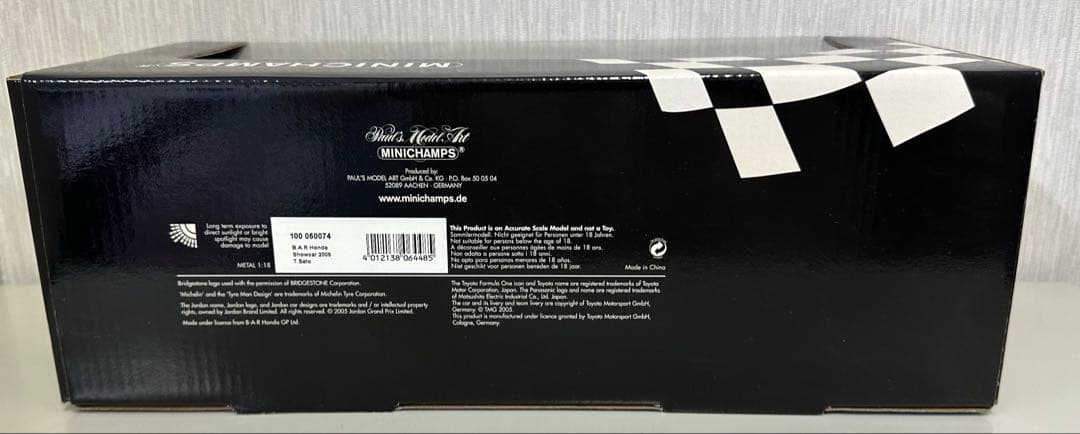 MINICHAMPS®
Paul's Model Art
MINICHAMPS®
Produced by:
PAUL'S MODEL ART GmbH & Co. KG · P.O. Box 50 05 04
52089 AACHEN · GERMANY
www.minichamps.de
Long term exposure to
direct sunlight or bright
spotlight may cause
damage to model
METAL 1:18
100 050074
B.A.R Honda
Showcar 2005
T.Sato
4 012138 064485
This Product is an Accurate Scale Model and not a Toy.
Sammlermodell. Nicht geeignet für Personen unter 18 Jahren.
Not suitable for persons below the age of 18.
A déconseiller aux personnes âgées de moins de 18 ans.
Non adato a persone sotto i 18 anni.
No apto para personas menores de 18 años.
Niet geschikt voor personen beneden de 18 jaar.
Made in China
Bridgestone logo used with the permission of BRIDGESTONE Corporation.
'Michelin' and the 'Tyre Man Design' are trademarks of Michelin Tyre Corporation.
The Jordan name, Jordan logo, and Jordan car designs are trademarks and / or intellectual property
rights, owned by Jordan Brand Limited. All rights reserved. © 2005 Jordan Grand Prix Limited.
Made under license from B·A·R Honda GP Ltd.
The Toyota Formula One icon and Toyota name are registered trademarks of Toyota
Motor Corporation, Japan. The Panasonic logo and name are registered trademarks
of Matsushita Electric Industrial Co., Ltd. Japan.
The car and its livery and team livery are copyright of Toyota Motorsport GmbH,
Germany. © TMG 2005.
This product is manufactured under licence granted by Toyota Motorsport GmbH,
Cologne, Germany.